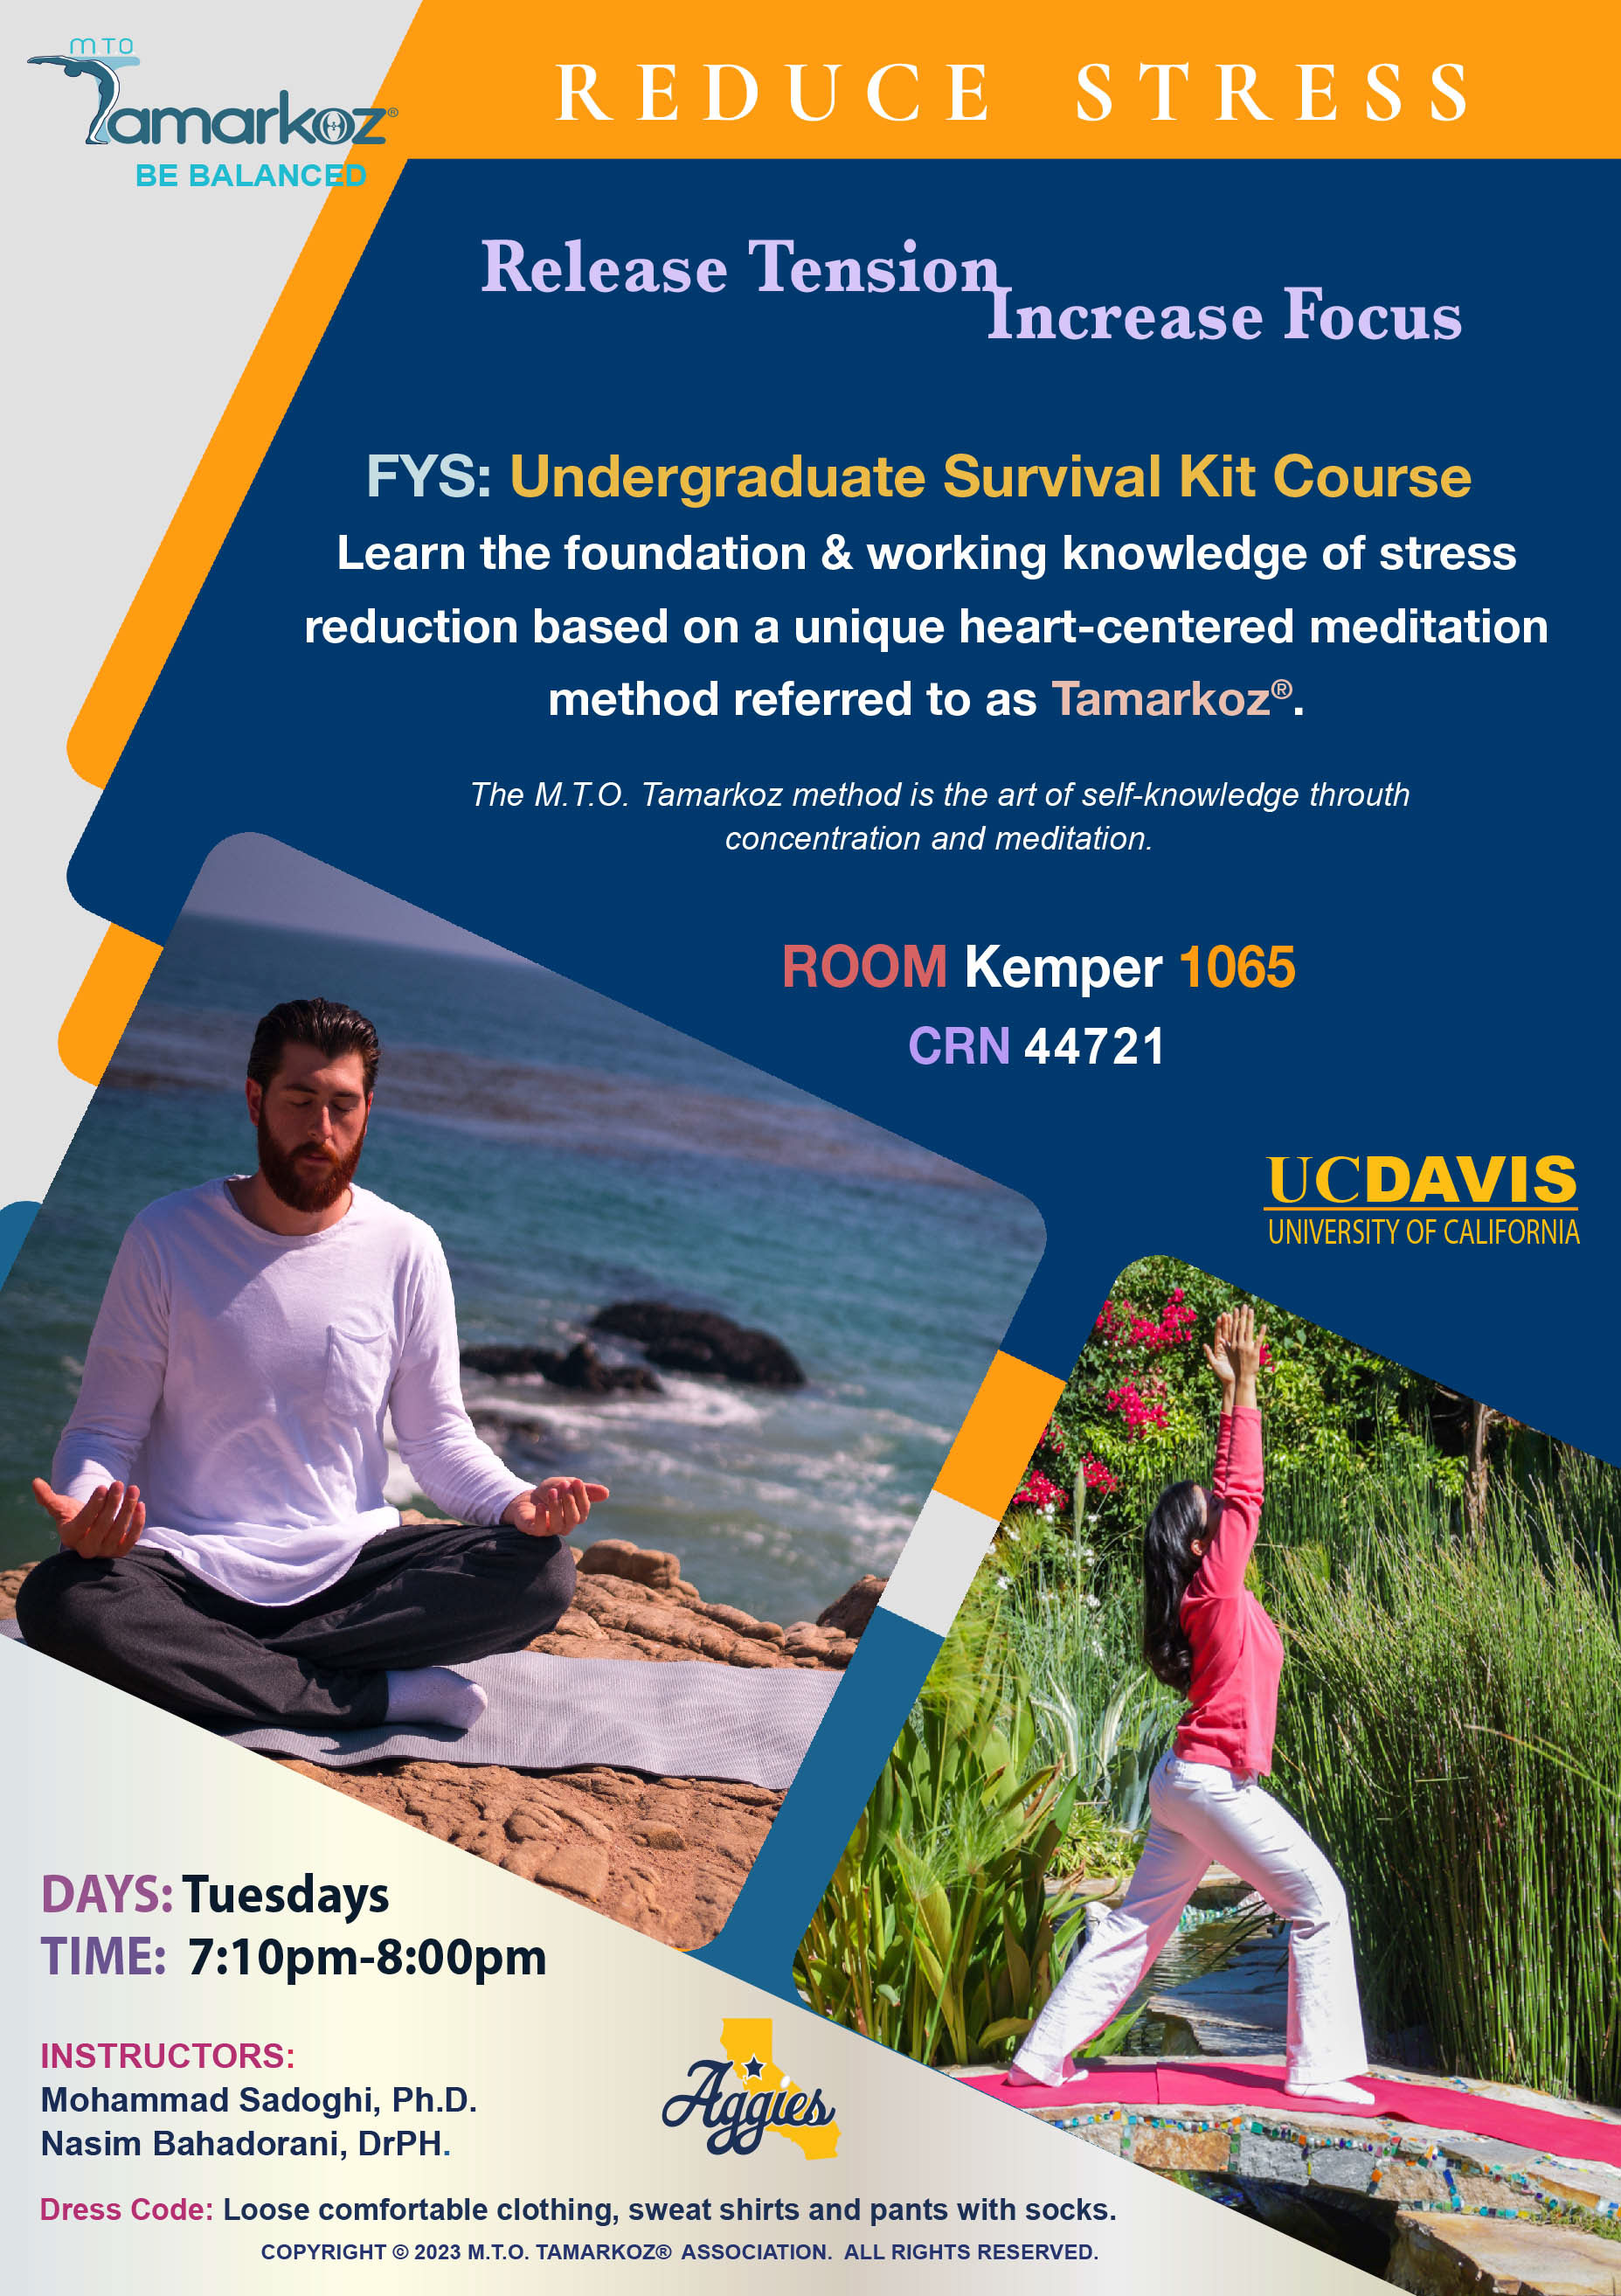 M.T.O
Tamarkoz®
BE BALANCED
REDUCE STRESS
Release Tension
Increase Focus
FYS: Undergraduate Survival Kit Course
Learn the foundation & working knowledge of stress
reduction based on a unique heart-centered meditation
method referred to as Tamarkoz®.
The M.T.O. Tamarkoz method is the art of self-knowledge throuth
concentration and meditation.
ROOM Kemper 1065
CRN 44721
UCDAVIS
UNIVERSITY OF CALIFORNIA
DAYS: Tuesdays
TIME: 7:10pm-8:00pm
INSTRUCTORS:
Mohammad Sadoghi, Ph.D.
Nasim Bahadorani, DrPH.
Aggies
Dress Code: Loose comfortable clothing, sweat shirts and pants with socks.
COPYRIGHT © 2023 M.T.O. TAMARKOZ® ASSOCIATION. ALL RIGHTS RESERVED.